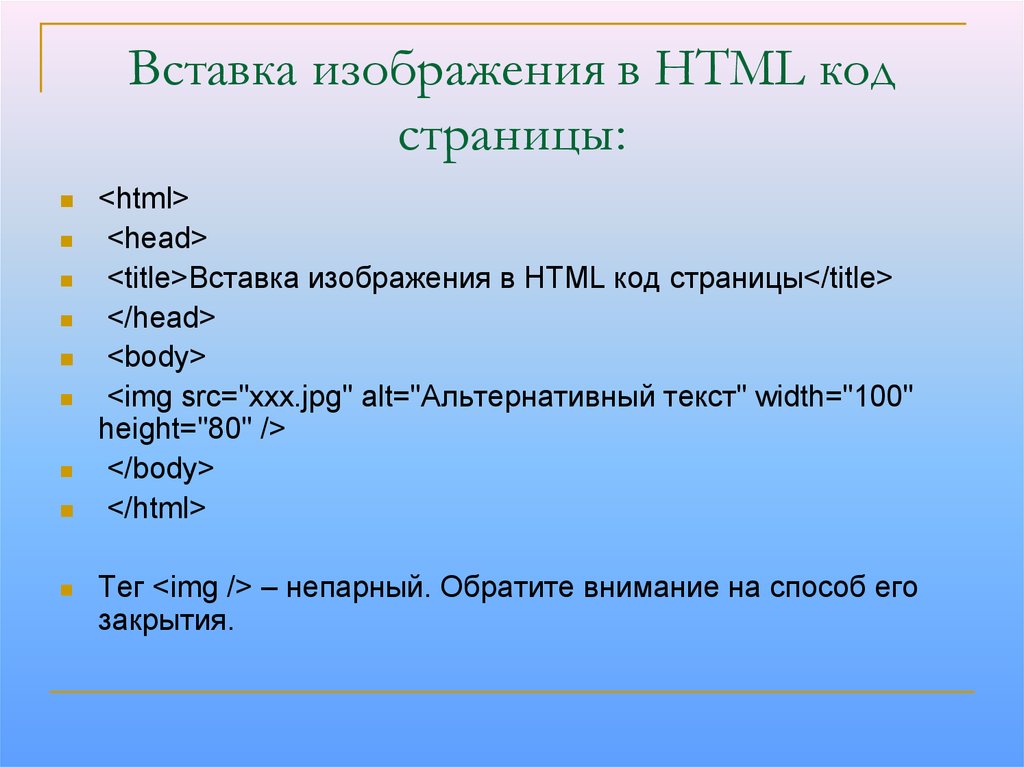 Вставка изображения в HTML код
страницы:
<html>
<head>
<title>Вставка изображения в HTML код страницы</title>
</head>
<body>
<img src="xxx.jpg" alt="Альтернативный текст" width="100"
height="80" />
</body>
</html>
Тег <img /> – непарный. Обратите внимание на способ его
закрытия.